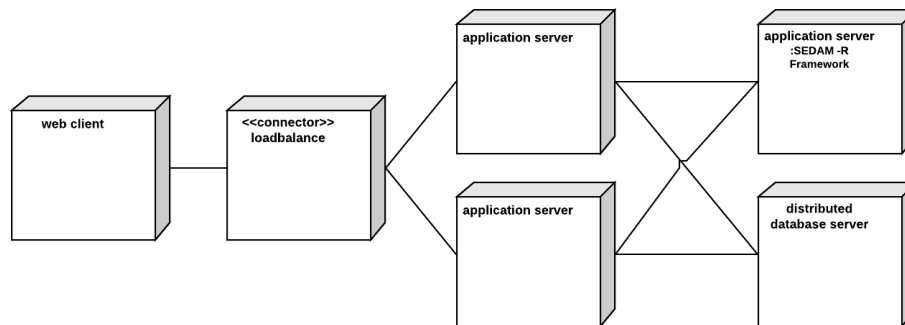 web client
<<connector>>
loadbalance
application server
application server
application server
:SEDAM -R
Framework
distributed
database server